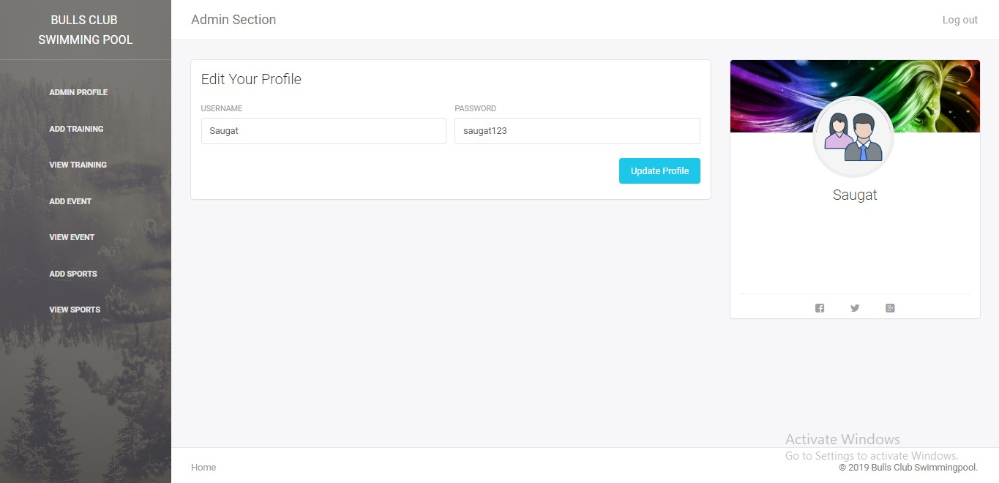 BULLS CLUB
SWIMMING POOL
ADMIN PROFILE
ADD TRAINING
VIEW TRAINING
ADD EVENT
VIEW EVENT
ADD SPORTS
VIEW SPORTS
Admin Section
Log out
Edit Your Profile
USERNAME
PASSWORD
Saugat
saugat123
Update Profile
Saugat
Activate Windows
Go to Settings to activate Windows.
Home
© 2019 Bulls Club Swimmingpool.